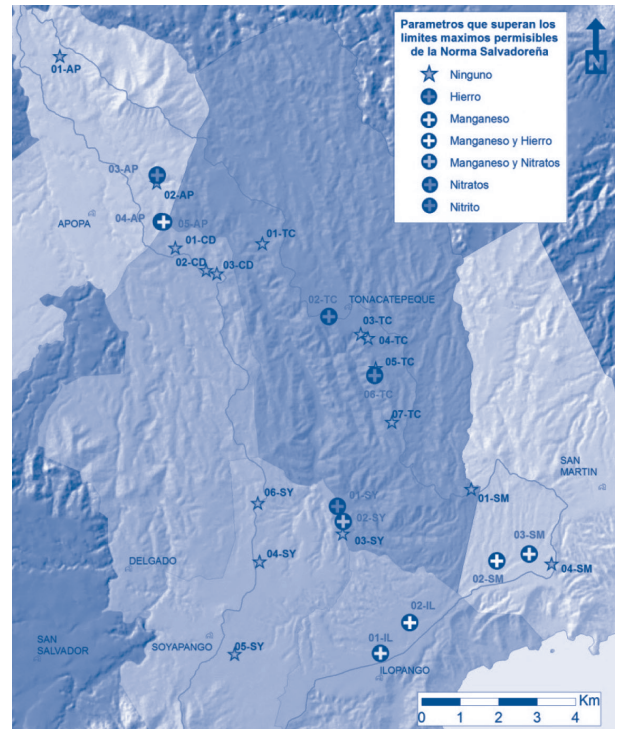 Parametros que superan los
limites maximos permisibles
de la Norma Salvadoreña
Ninguno
Hierro
Manganeso
Manganeso y Hierro
Manganeso y Nitratos
Nitratos
Nitrito
N
01-AP
03-AP
02-AP
04-AP
05-AP
APOPA
01-CD
01-TC
02-CD
03-CD
02-TC
TONACATEPEQUE
03-TC
04-TC
05-TC
06-TC
07-TC
SAN
MARTIN
06-SY
01-SY
01-SM
02-SY
03-SY
03-SM
04-SY
02-SM
04-SM
DELGADO
02-IL
SAN
SALVADOR
SOYAPANGO
05-SY
01-IL
ILOPANGO
Km
0 1 2 3 4